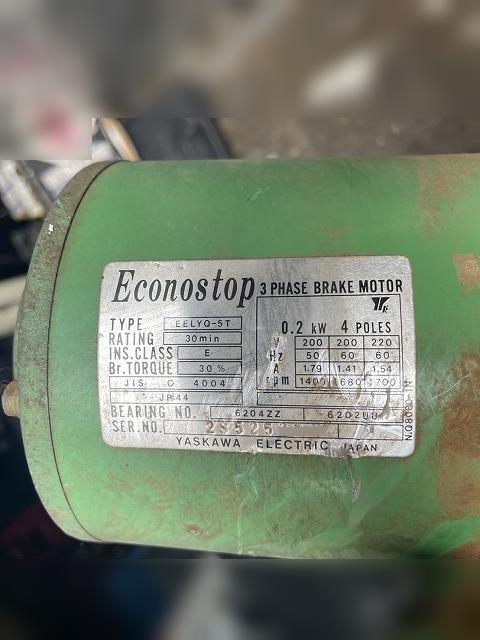 Econostop 3 PHASE BRAKE MOTOR
TYPE EELYQ-5T
RATING 30min 0.2 kW 4 POLES
INS.CLASS E V 200 200 220
Br.TORQUE 30% Hz 50 60 60
JIS C 4004 A 1.79 1.41 1.54
JP44 rpm 1400 1680 1700
BEARING NO. 6204ZZ 6202UU
SER.NO. 2S525
YASKAWA ELECTRIC JAPAN